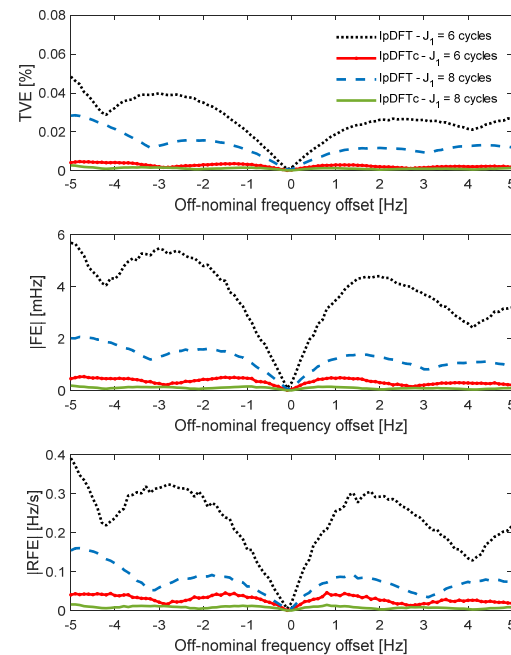 0.08
0.06
0.04
0.02
0
TVE [%]
IpDFT - J1 = 6 cycles
IpDFTc - J1 = 6 cycles
IpDFT - J1 = 8 cycles
IpDFTc - J1 = 8 cycles
-5 -4 -3 -2 -1 0 1 2 3 4 5
Off-nominal frequency offset [Hz]
6
4
2
0
|FE| [mHz]
-5 -4 -3 -2 -1 0 1 2 3 4 5
Off-nominal frequency offset [Hz]
0.4
0.3
0.2
0.1
0
|RFE| [Hz/s]
-5 -4 -3 -2 -1 0 1 2 3 4 5
Off-nominal frequency offset [Hz]